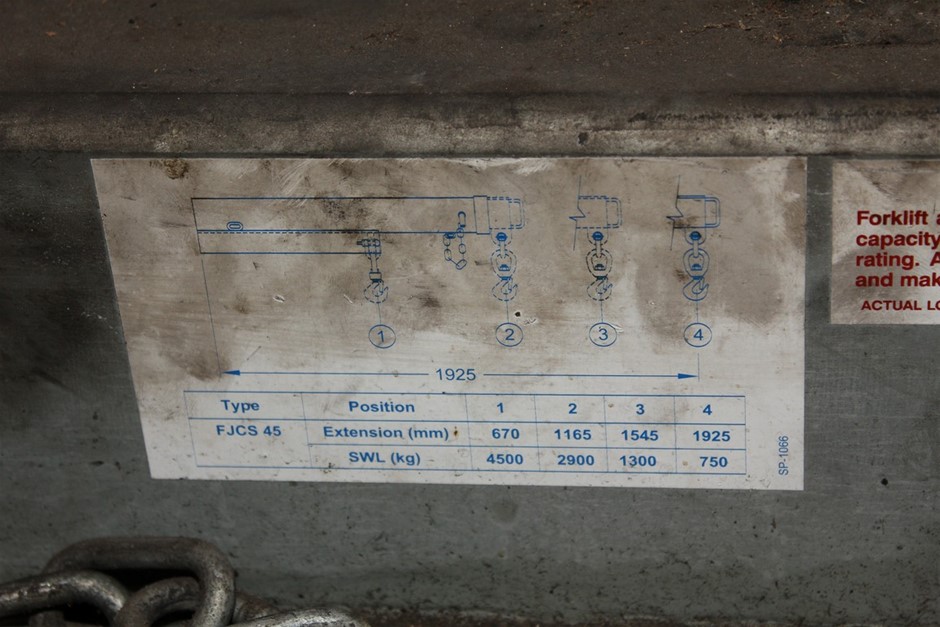 1 2 3 4
1925
Type Position 1 2 3 4
FJCS 45 Extension (mm) 670 1165 1545 1925
SWL (kg) 4500 2900 1300 750
SP-1066
Forklift
capacity
rating. A
and mak
ACTUAL LO